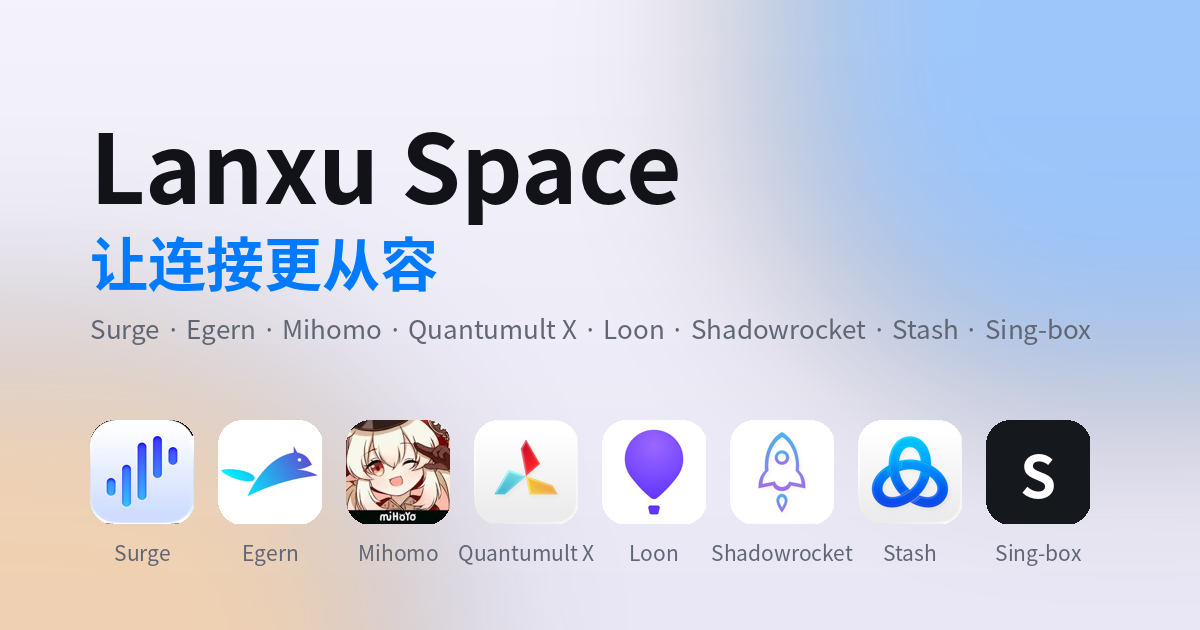 Lanxu Space
让连接更从容
Surge · Egern · Mihomo · Quantumult X · Loon · Shadowrocket · Stash · Sing-box
miHoYo
S
Surge Egern Mihomo Quantumult X Loon Shadowrocket Stash Sing-box